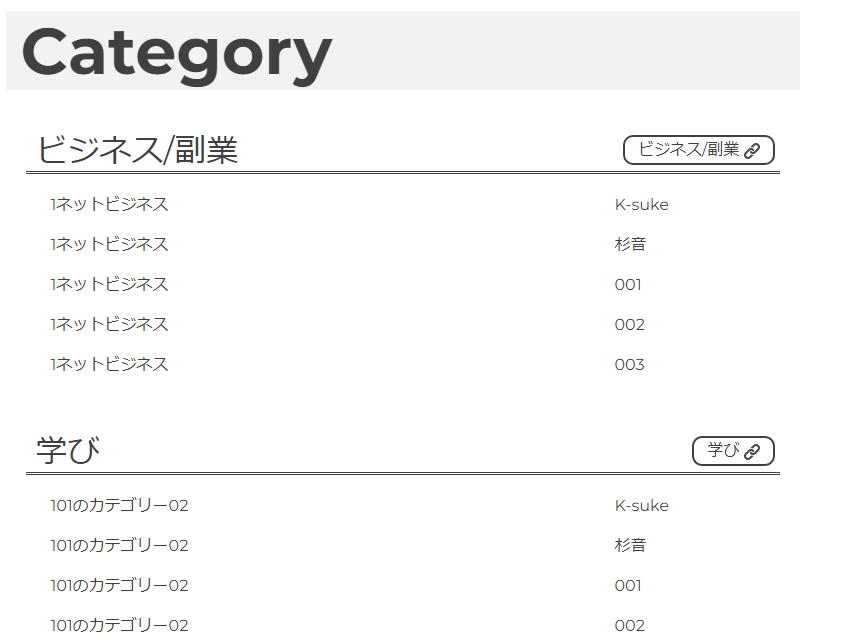 Category
ビジネス/副業 ビジネス/副業
1ネットビジネス K-suke
1ネットビジネス 杉音
1ネットビジネス 001
1ネットビジネス 002
1ネットビジネス 003
学び 学び
101のカテゴリー02 K-suke
101のカテゴリー02 杉音
101のカテゴリー02 001
101のカテゴリー02 002